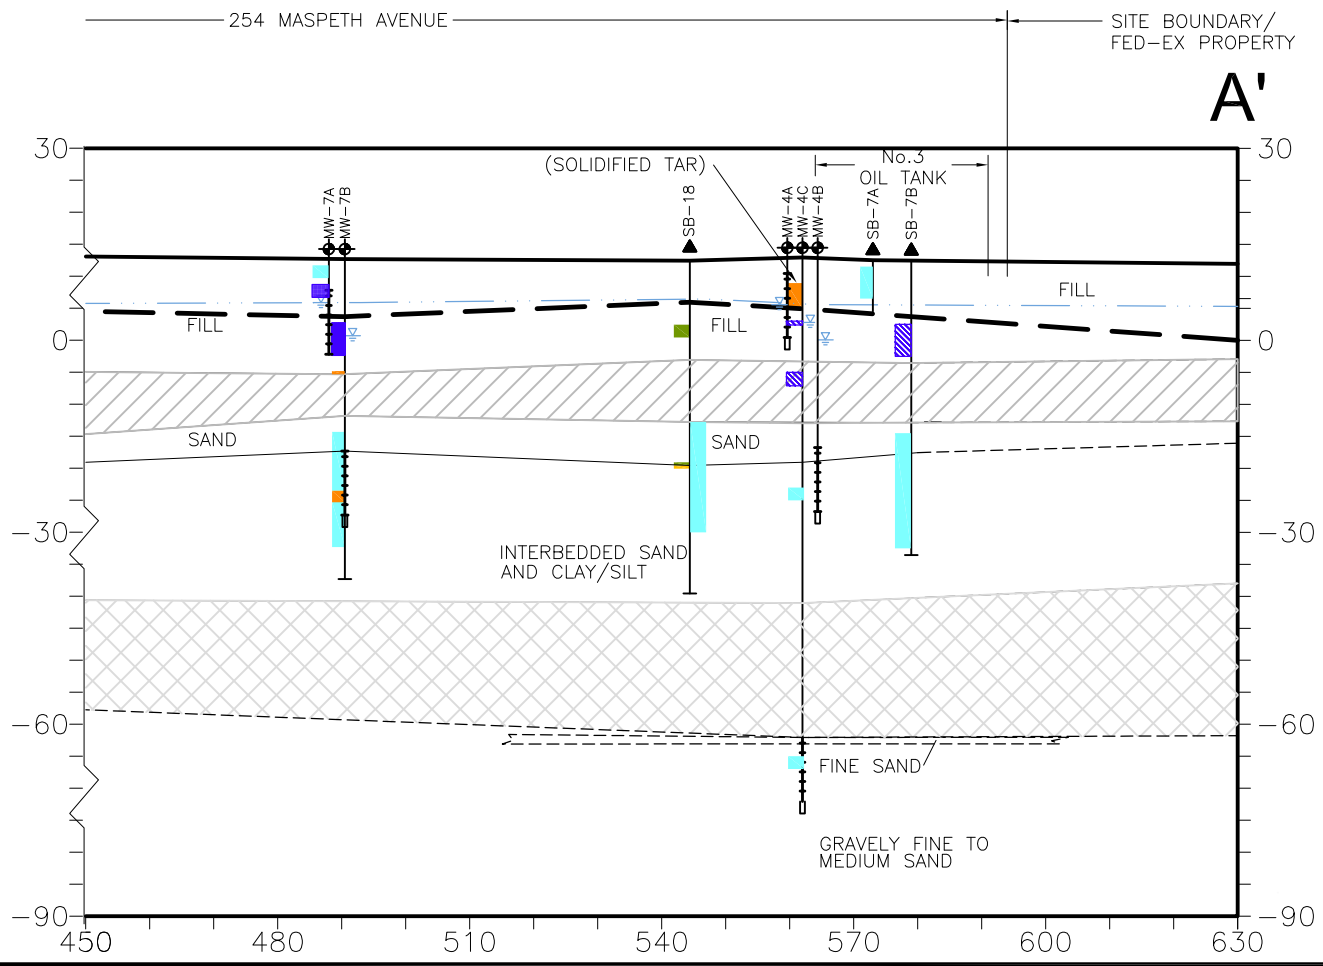 254 MASPETH AVENUE
SITE BOUNDARY/
FED-EX PROPERTY
A'
30
30
(SOLIDIFIED TAR)
No.3
OIL TANK
MW-7A
MW-7B
SB-18
MW-4A
MW-4C
MW-4B
SB-7A
SB-7B
FILL
FILL
FILL
0
0
SAND
SAND
-30
-30
INTERBEDDED SAND
AND CLAY/SILT
-60
-60
FINE SAND
GRAVELY FINE TO
MEDIUM SAND
-90
-90
450
480
510
540
570
600
630